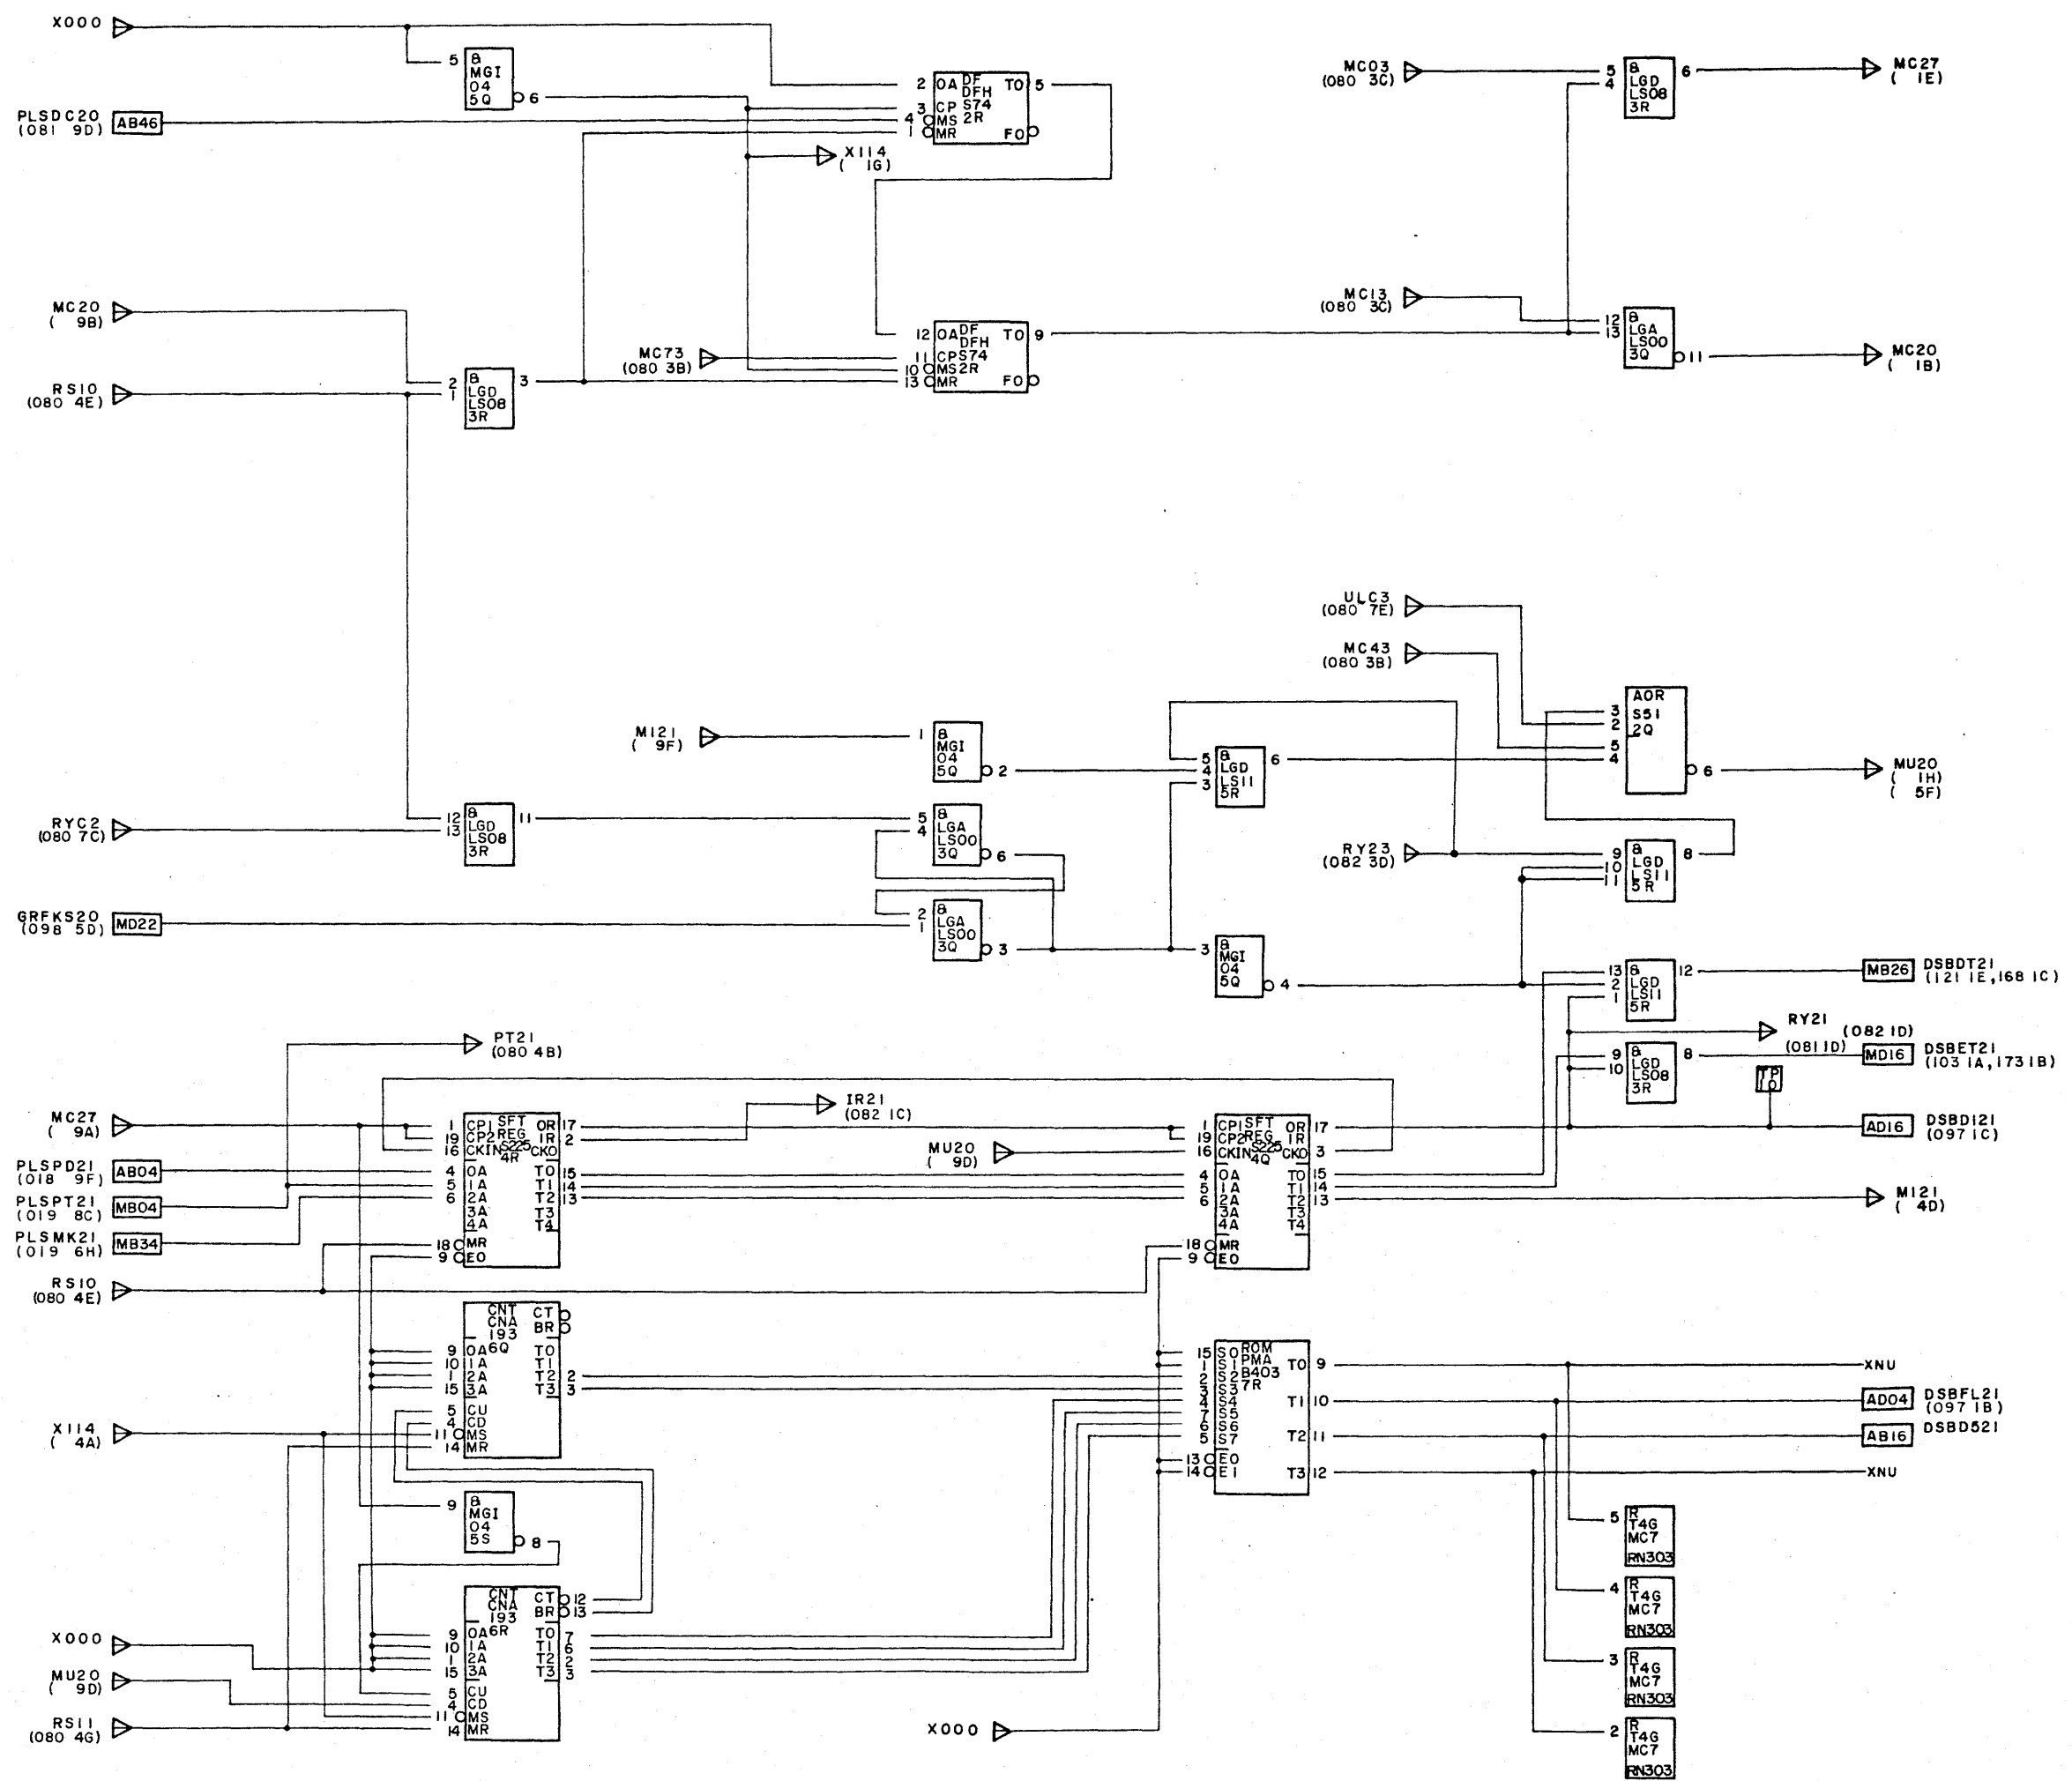 X000
5
&
MGI
04
5Q
6
PLSDC20
(081 9D)
AB46
2
3
4
1
0A
CP
MS
MR
DF
DFH
S74
2R
T0
F0
5
X114
( 1G)
MC03
(080 3C)
5
4
&
LGD
LS08
3R
6
MC27
( 1E)
MC20
( 9B)
RS10
(080 4E)
2
1
&
LGD
LS08
3R
3
MC73
(080 3B)
12
11
10
13
0A
CP
MS
MR
DF
DFH
S74
2R
T0
F0
9
MC13
(080 3C)
12
13
&
LGA
LS00
3Q
11
MC20
( 1B)
ULC3
(080 7E)
MC43
(080 3B)
3
2
5
4
AOR
S51
2Q
6
MU20
( 1H)
( 5F)
M121
( 9F)
1
&
MGI
04
5Q
2
5
4
3
&
LGD
LS11
5R
6
RYC2
(080 7C)
12
13
&
LGD
LS08
3R
11
5
4
&
LGA
LS00
3Q
6
RY23
(082 3D)
9
10
11
&
LGD
LS11
5R
8
GRFKS20
(098 5D)
MD22
2
1
&
LGA
LS00
3Q
3
3
&
MGI
04
5Q
4
13
2
1
&
LGD
LS11
5R
12
MB26
DSBDT21
(121 1E,168 1C)
RY21
(082 1D)
(081 1D)
9
10
&
LGD
LS08
3R
8
MD16
DSBET21
(103 1A,173 1B)
TP
10
PT21
(080 4B)
IR21
(082 1C)
MC27
( 9A)
1
19
16
CP1
CP2
CKIN
SFT
REG
S225
4R
OR
IR
CKO
17
2
MU20
( 9D)
1
19
16
CP1
CP2
CKIN
SFT
REG
S225
4Q
OR
IR
CKO
17
3
AD16
DSBD121
(097 1C)
PLSPD21
(018 9F)
AB04
PLSPT21
(019 8C)
MB04
PLSMK21
(019 6H)
MB34
4
5
6
0A
1A
2A
3A
4A
T0
T1
T2
T3
T4
15
14
13
18
9
MR
EO
4
5
6
0A
1A
2A
3A
4A
T0
T1
T2
T3
T4
15
14
13
18
9
MR
EO
M121
( 4D)
RS10
(080 4E)
CNT
CNA
193
6Q
CT
BR
9
10
1
15
0A
1A
2A
3A
T0
T1
T2
T3
2
3
5
4
11
14
CU
CD
MS
MR
X114
( 4A)
15
1
2
3
4
7
6
5
S0
S1
S2
S3
S4
S5
S6
S7
ROM
PMA
B403
7R
T0
T1
T2
T3
9
10
11
12
13
14
E0
E1
XNU
AD04
DSBFL21
(097 1B)
AB16
DSBD521
XNU
9
&
MGI
04
5S
8
5
R
T4G
MC7
RN303
4
R
T4G
MC7
RN303
3
R
T4G
MC7
RN303
2
R
T4G
MC7
RN303
CNT
CNA
193
6R
CT
BR
12
13
9
10
1
15
0A
1A
2A
3A
T0
T1
T2
T3
7
6
2
3
5
4
11
14
CU
CD
MS
MR
X000
MU20
( 9D)
RS11
(080 4G)
X000